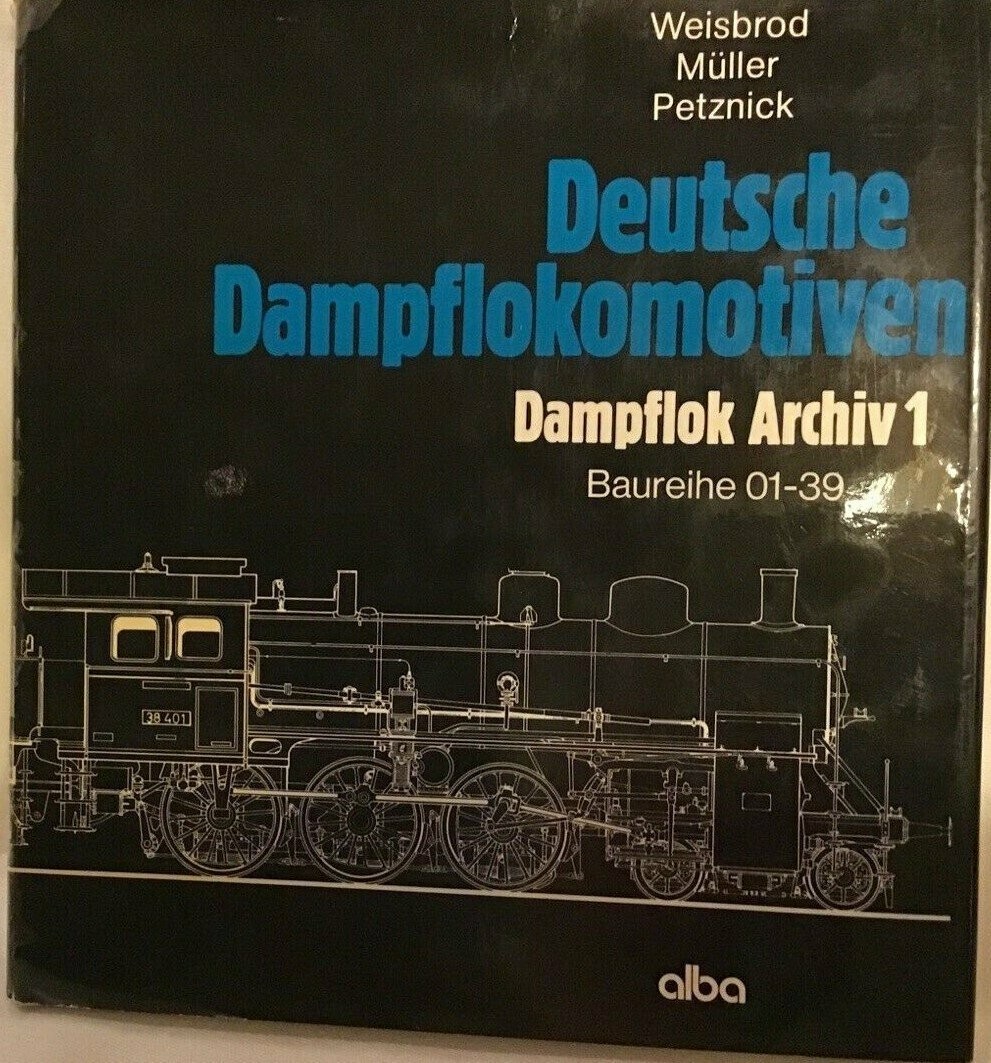 Weisbrod
Müller
Petznick
Deutsche
Dampflokomotiven
Dampflok Archiv 1
Baureihe 01-39
38 401
alba